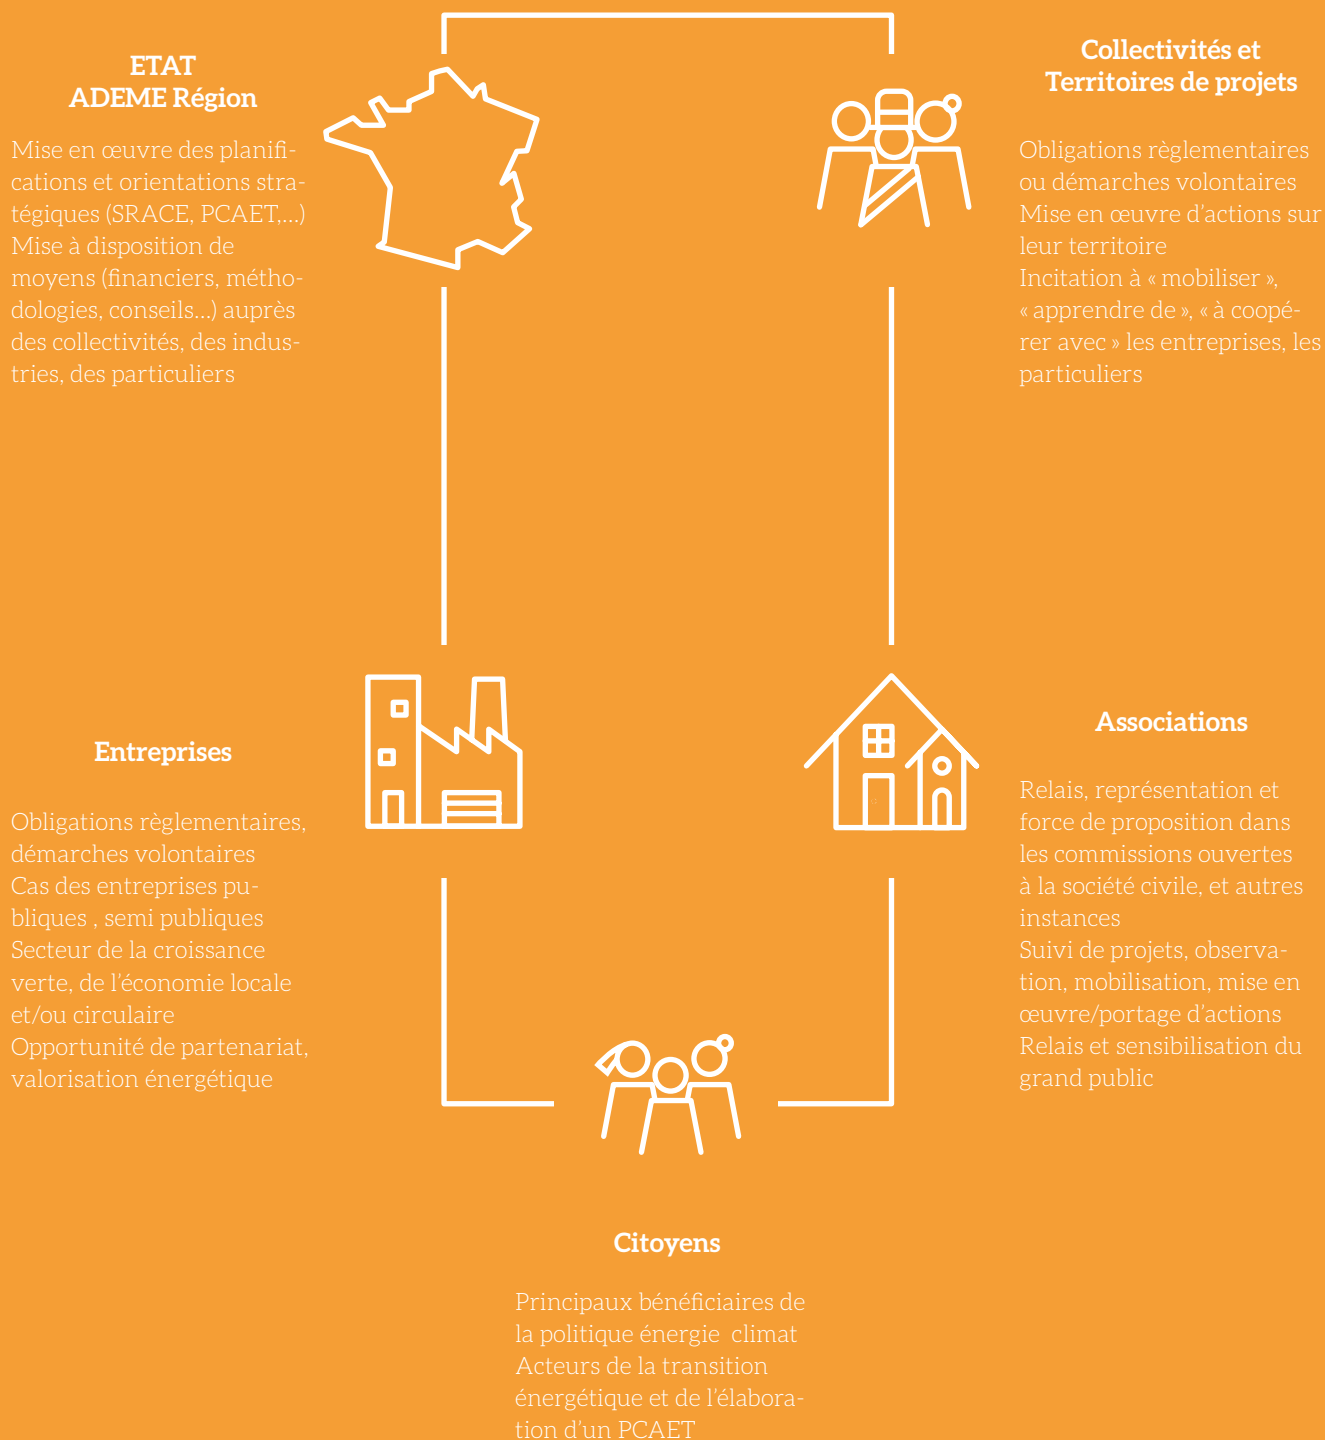 ETAT
ADEME Région
Mise en œuvre des planifi-
cations et orientations stra-
tégiques (SRACE, PCAET,...)
Mise à disposition de
moyens (financiers, métho-
dologies, conseils...) auprès
des collectivités, des indus-
tries, des particuliers
Collectivités et
Territoires de projets
Obligations règlementaires
ou démarches volontaires
Mise en œuvre d’actions sur
leur territoire
Incitation à « mobiliser »,
« apprendre de », « à coopé-
rer avec » les entreprises, les
particuliers
Entreprises
Obligations règlementaires,
démarches volontaires
Cas des entreprises pu-
bliques , semi publiques
Secteur de la croissance
verte, de l’économie locale
et/ou circulaire
Opportunité de partenariat,
valorisation énergétique
Associations
Relais, représentation et
force de proposition dans
les commissions ouvertes
à la société civile, et autres
instances
Suivi de projets, observa-
tion, mobilisation, mise en
œuvre/portage d’actions
Relais et sensibilisation du
grand public
Citoyens
Principaux bénéficiaires de
la politique énergie  climat
Acteurs de la transition
énergétique et de l’élabora-
tion d’un PCAET